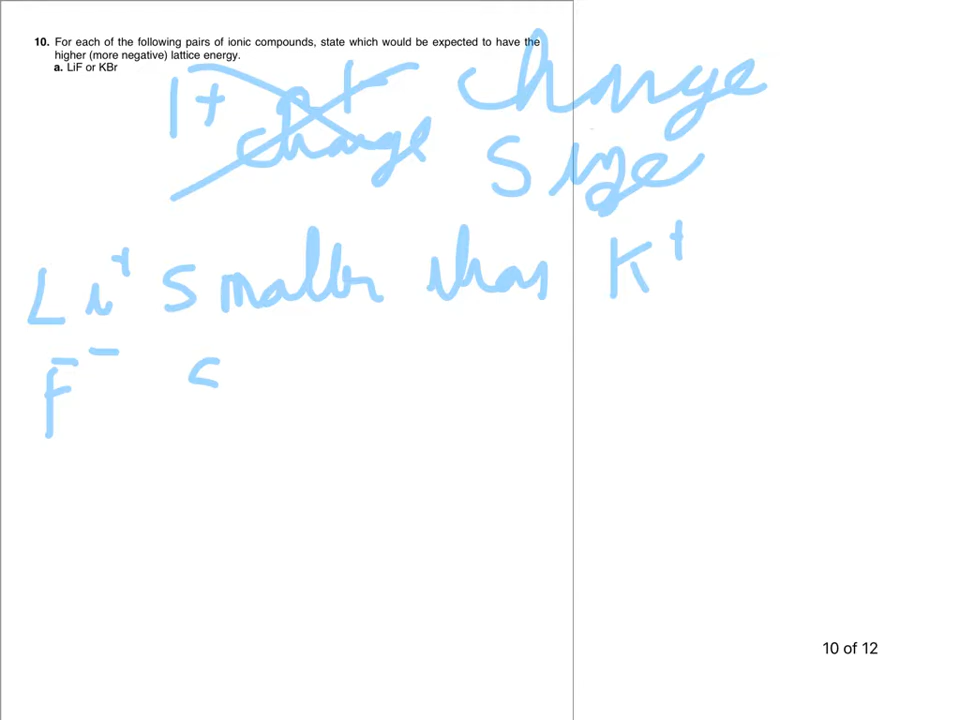 10. For each of the following pairs of ionic compounds, state which would be expected to have the
higher (more negative) lattice energy.
a. LiF or KBr
1+ charge
charge
size
Li+ smaller than K+
F- s
10 of 12